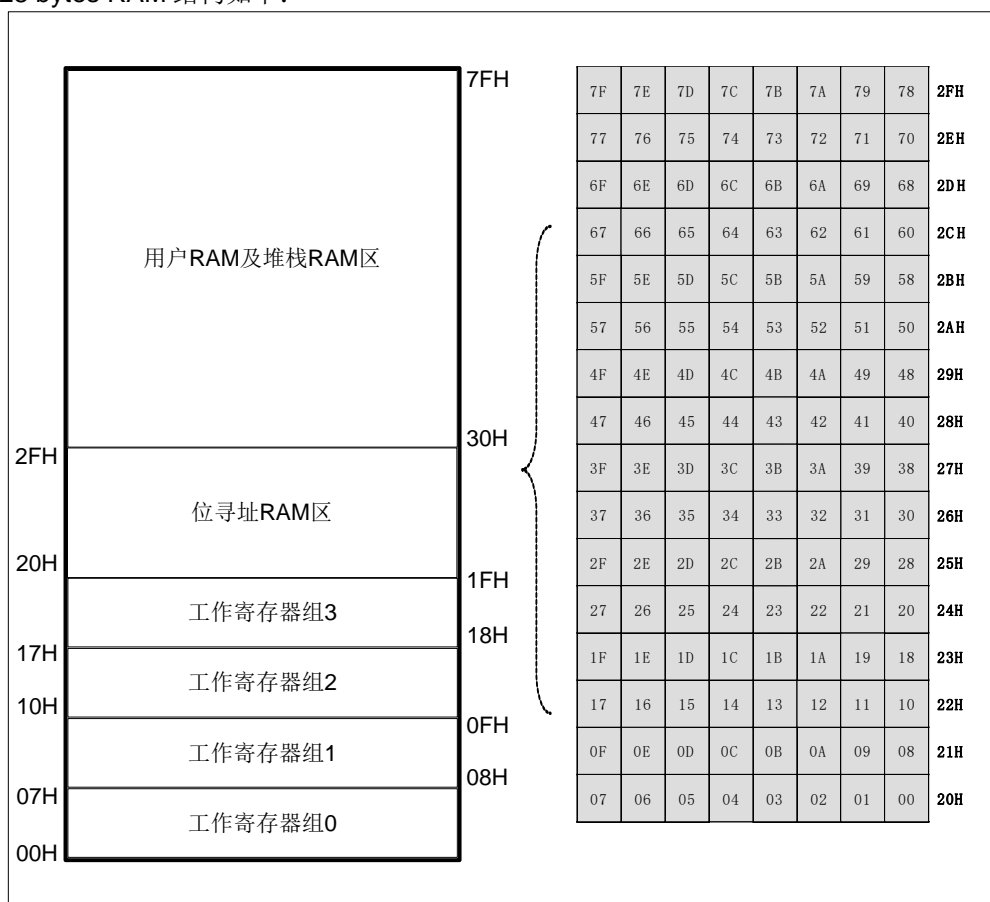 7FH
用户RAM及堆栈RAM区
30H
2FH
位寻址RAM区
20H
1FH
工作寄存器组3
18H
17H
工作寄存器组2
10H
0FH
工作寄存器组1
08H
07H
工作寄存器组0
00H
7F 7E 7D 7C 7B 7A 79 78 2FH
77 76 75 74 73 72 71 70 2EH
6F 6E 6D 6C 6B 6A 69 68 2DH
67 66 65 64 63 62 61 60 2CH
5F 5E 5D 5C 5B 5A 59 58 2BH
57 56 55 54 53 52 51 50 2AH
4F 4E 4D 4C 4B 4A 49 48 29H
47 46 45 44 43 42 41 40 28H
3F 3E 3D 3C 3B 3A 39 38 27H
37 36 35 34 33 32 31 30 26H
2F 2E 2D 2C 2B 2A 29 28 25H
27 26 25 24 23 22 21 20 24H
1F 1E 1D 1C 1B 1A 19 18 23H
17 16 15 14 13 12 11 10 22H
0F 0E 0D 0C 0B 0A 09 08 21H
07 06 05 04 03 02 01 00 20H